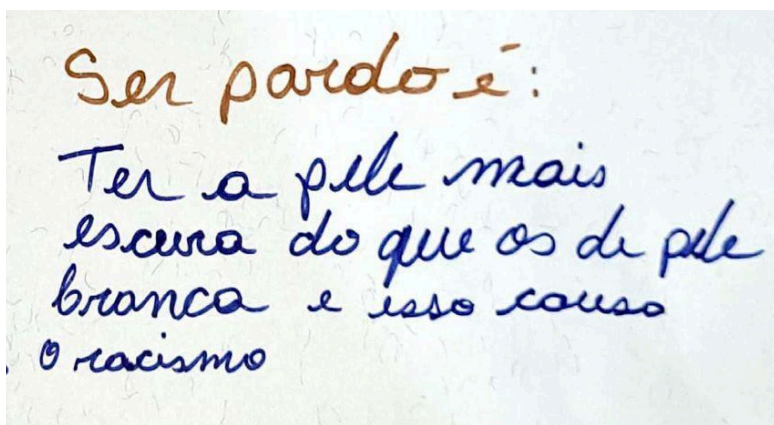 Ser pardo é:
Ter a pele mais
escura do que os de pele
branca e isso causa
o racismo